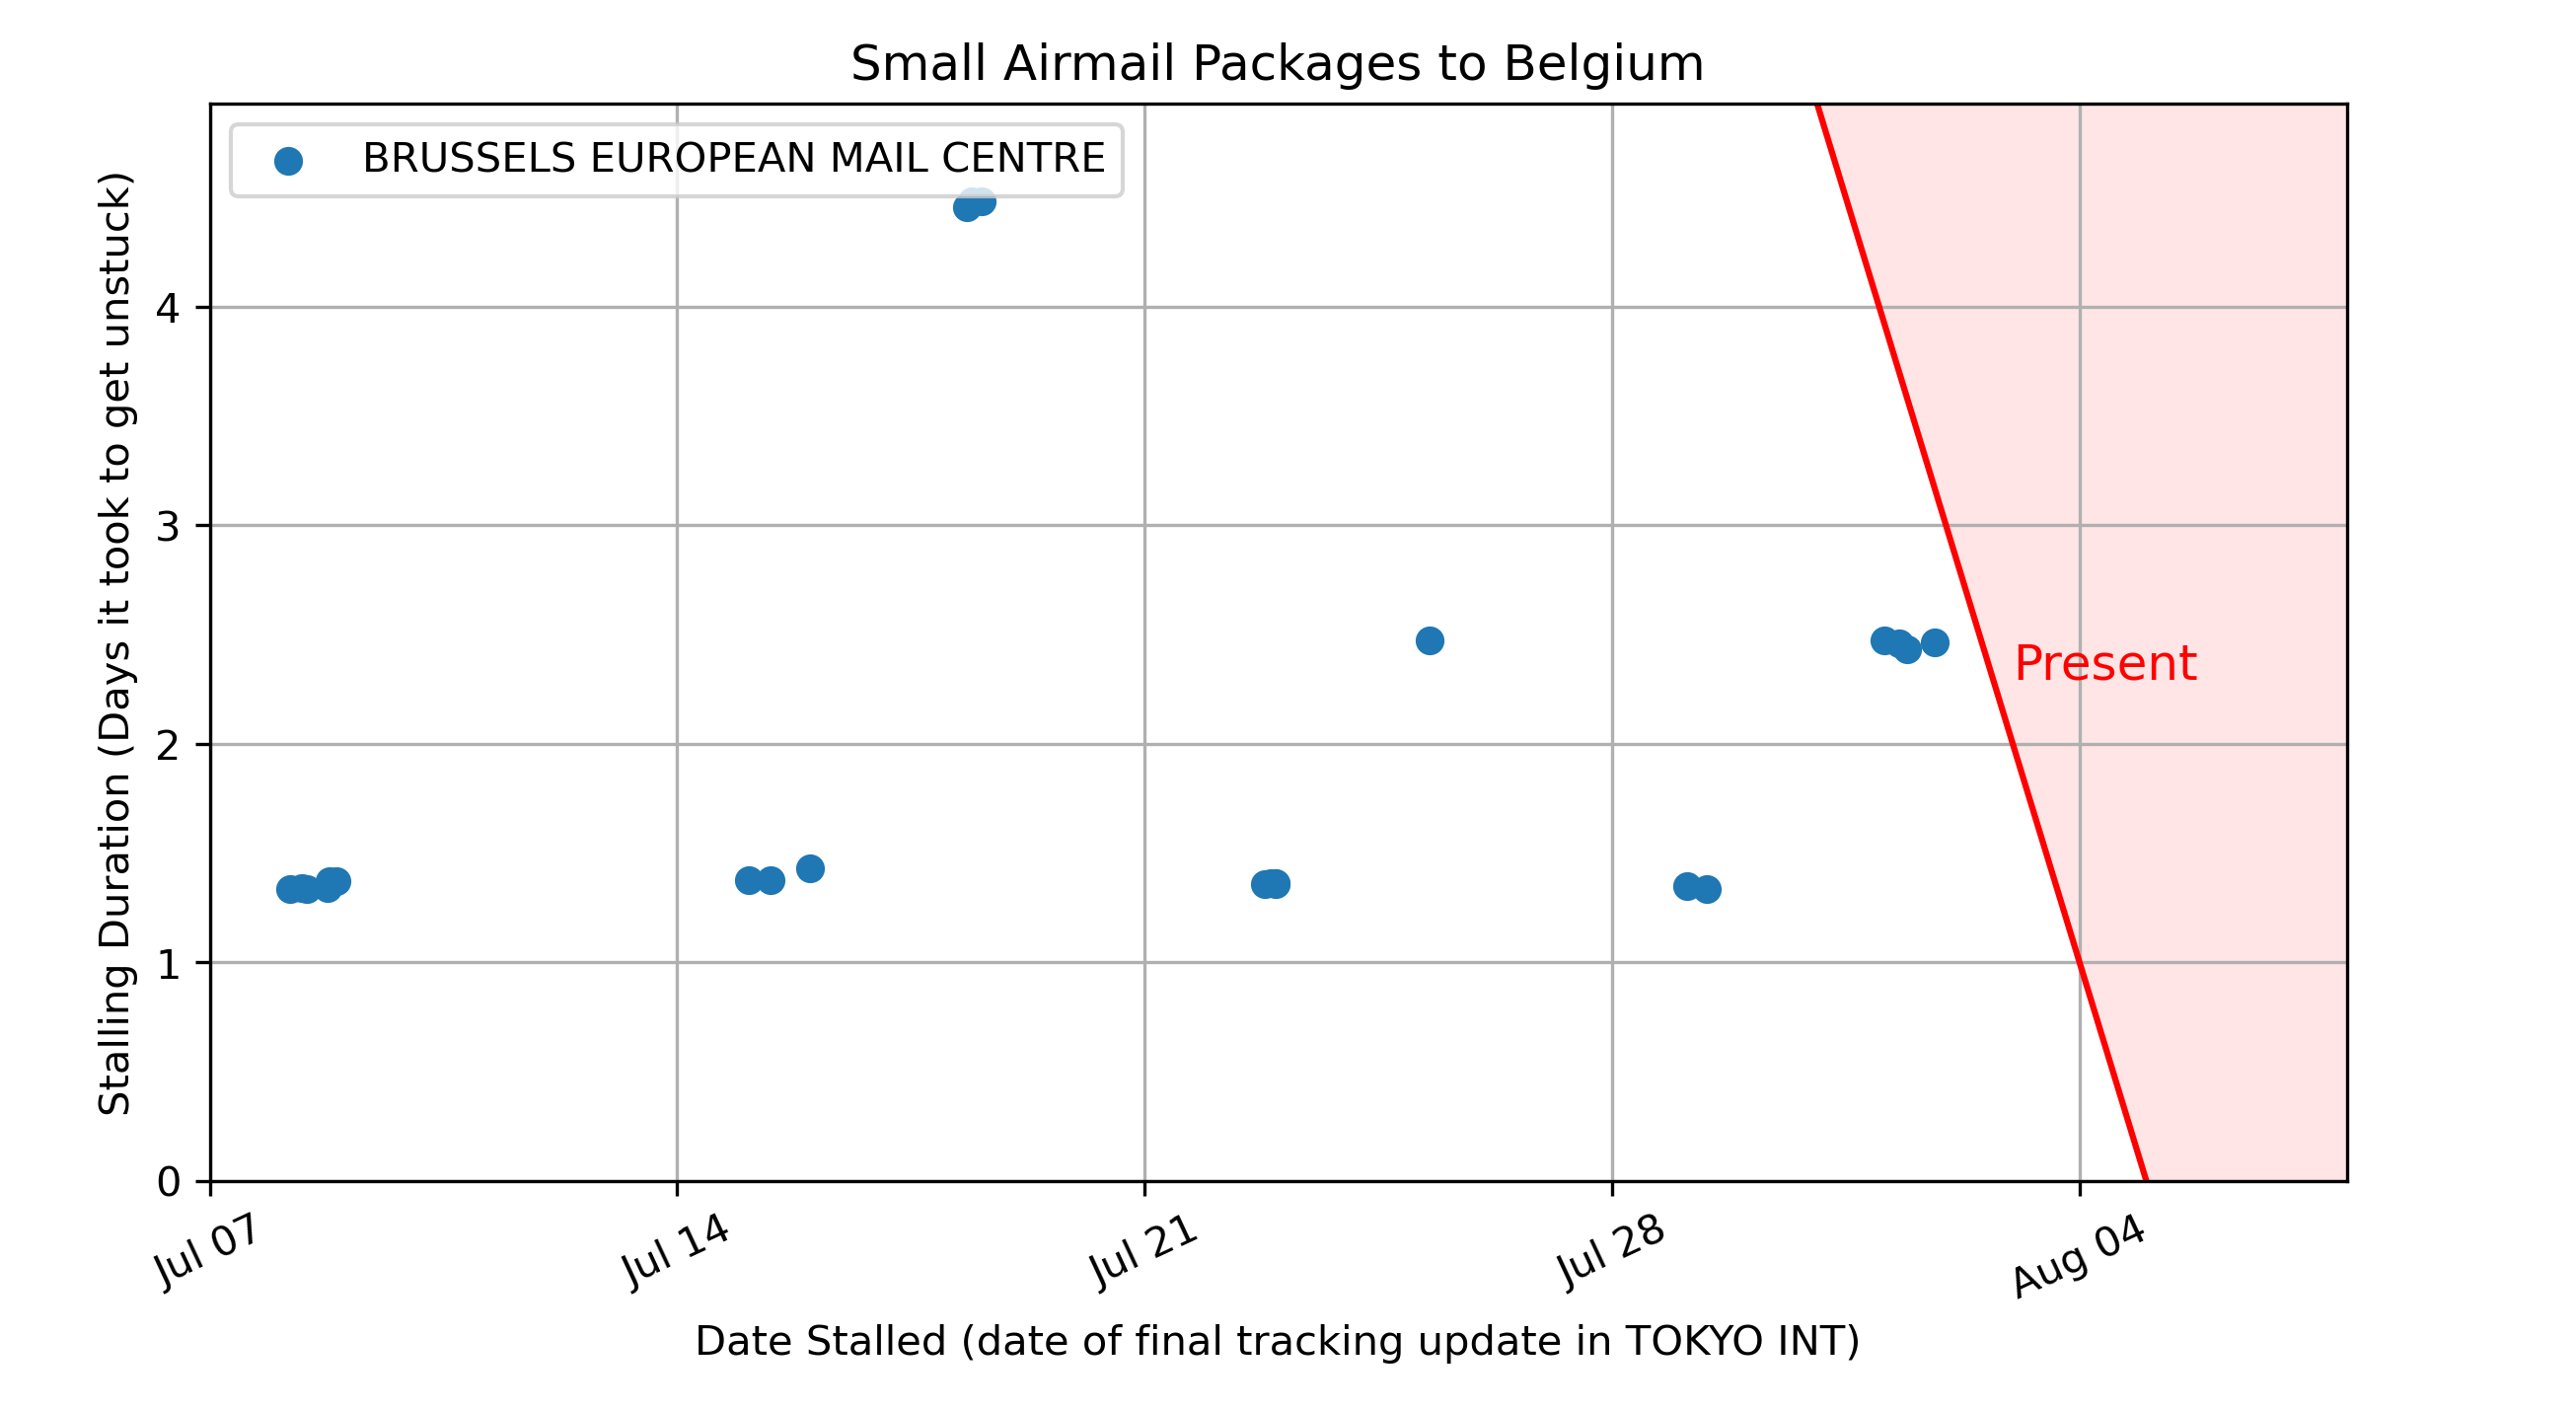 Small Airmail Packages to Belgium
BRUSSELS EUROPEAN MAIL CENTRE
Stalling Duration (Days it took to get unstuck)
4
3
2
1
0
Present
Jul 07
Jul 14
Jul 21
Jul 28
Aug 04
Date Stalled (date of final tracking update in TOKYO INT)